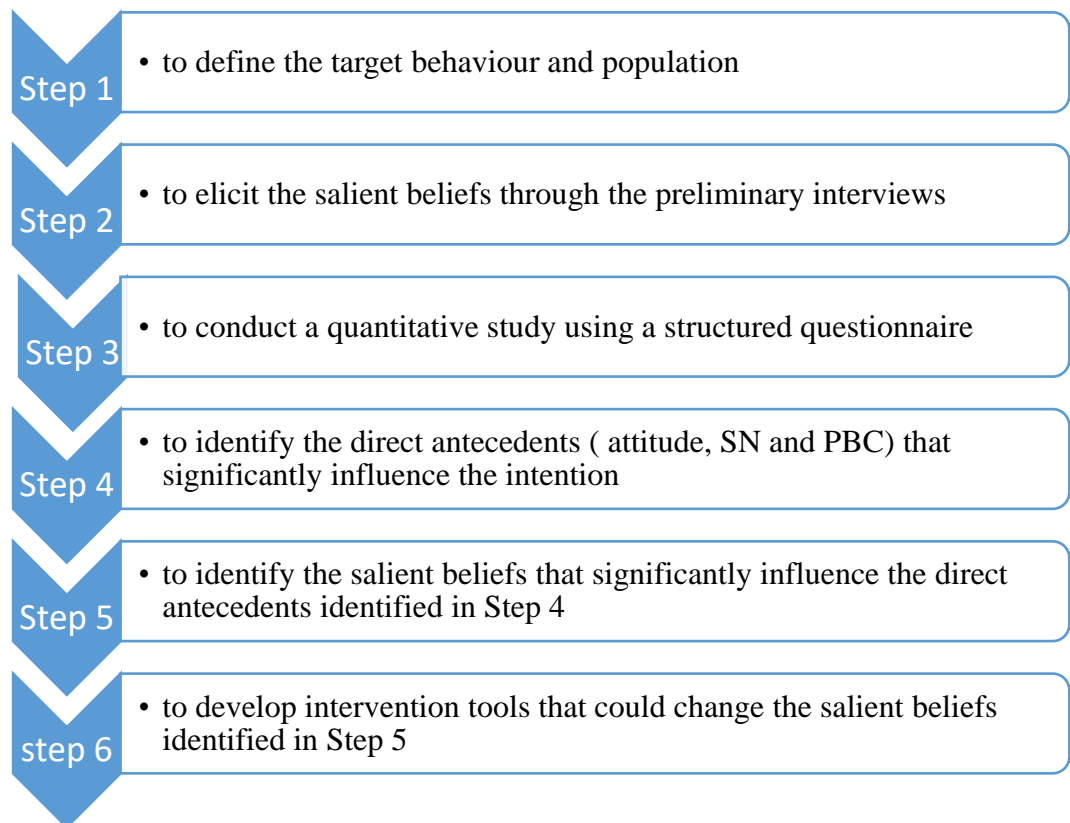 Step 1
• to define the target behaviour and population
Step 2
• to elicit the salient beliefs through the preliminary interviews
Step 3
• to conduct a quantitative study using a structured questionnaire
Step 4
• to identify the direct antecedents ( attitude, SN and PBC) that
significantly influence the intention
Step 5
• to identify the salient beliefs that significantly influence the direct
antecedents identified in Step 4
step 6
• to develop intervention tools that could change the salient beliefs
identified in Step 5